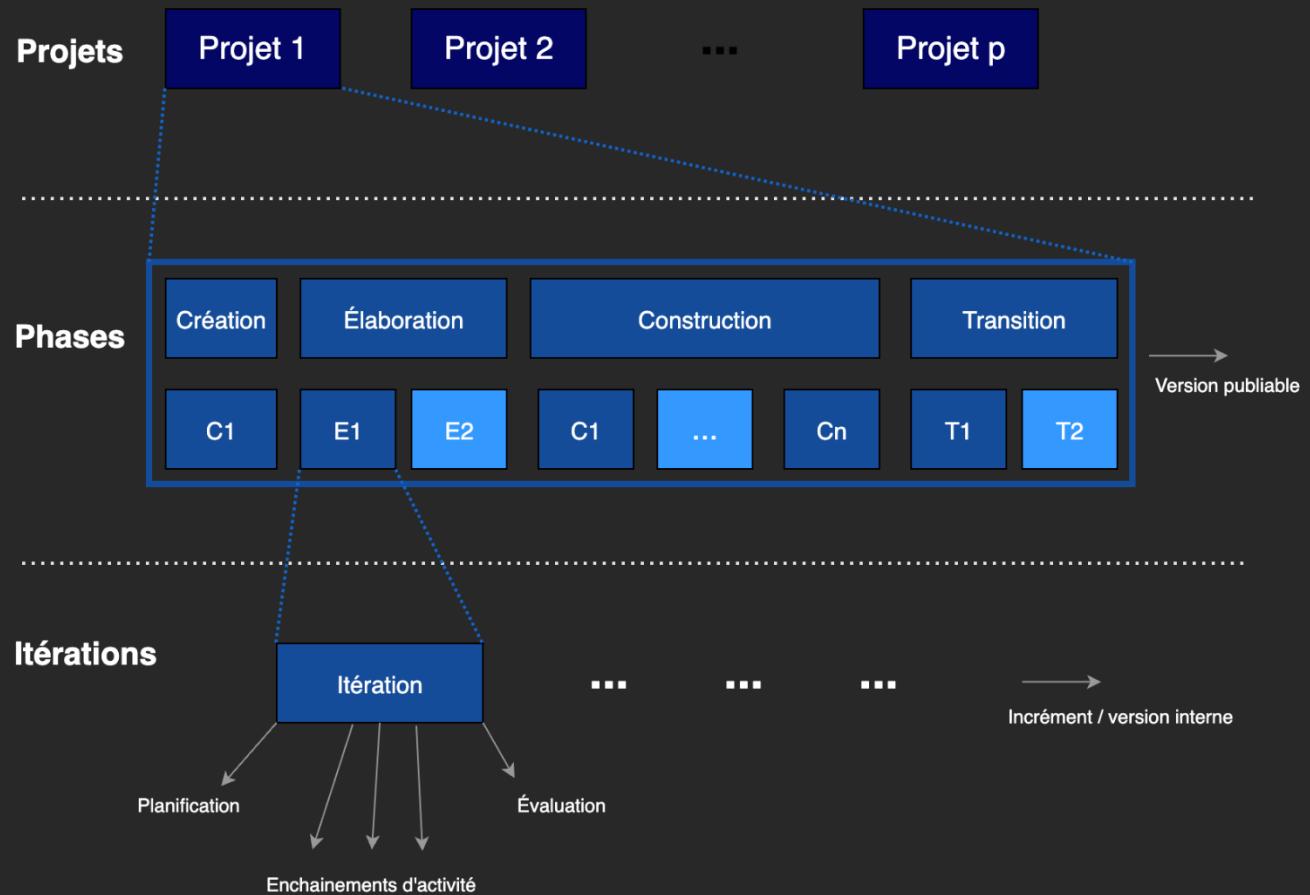 Projets
Projet 1
Projet 2
...
Projet p
Phases
Création
Élaboration
Construction
Transition
Version publiable
C1
E1
E2
C1
...
Cn
T1
T2
Itérations
Itération
...
...
...
Incrément / version interne
Planification
Évaluation
Enchainements d'activité